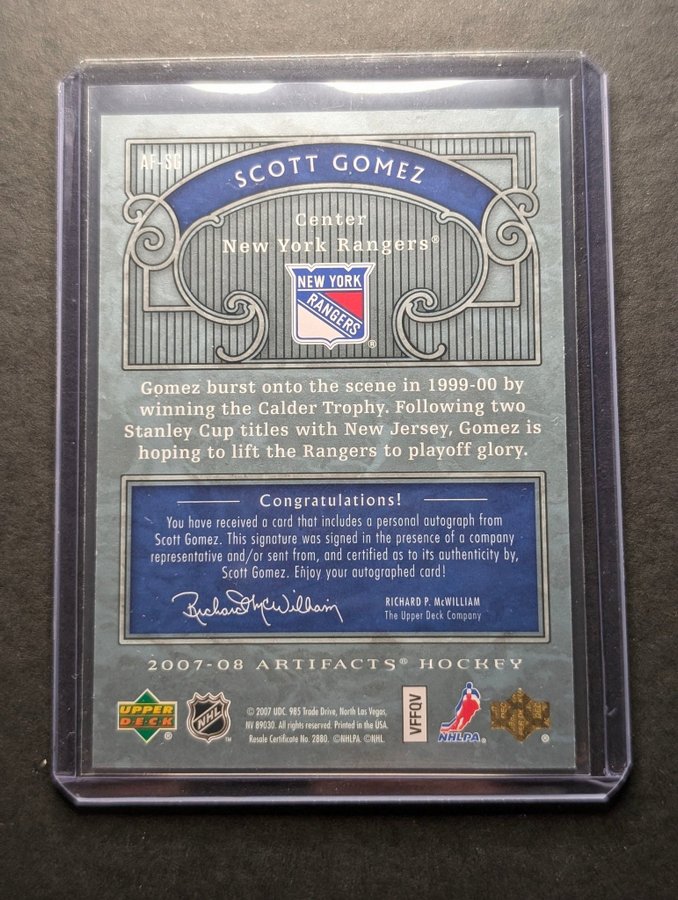 AF-SG
SCOTT GOMEZ
Center
New York Rangers®
NEW YORK
RANGERS
®
Gomez burst onto the scene in 1999-00 by
winning the Calder Trophy. Following two
Stanley Cup titles with New Jersey, Gomez is
hoping to lift the Rangers to playoff glory.
Congratulations!
You have received a card that includes a personal autograph from
Scott Gomez. This signature was signed in the presence of a company
representative and/or sent from, and certified as to its authenticity by,
Scott Gomez. Enjoy your autographed card!
Richard McWilliam
RICHARD P. McWILLIAM
The Upper Deck Company
2007-08 ARTIFACTS® HOCKEY
UPPER
DECK
®
NHL
™
© 2007 UDC. 985 Trade Drive, North Las Vegas,
NV 89030. All rights reserved. Printed in the USA.
Resale Certificate No. 2880. ©NHLPA. ©NHL.
VFFQV
NHLPA®
®